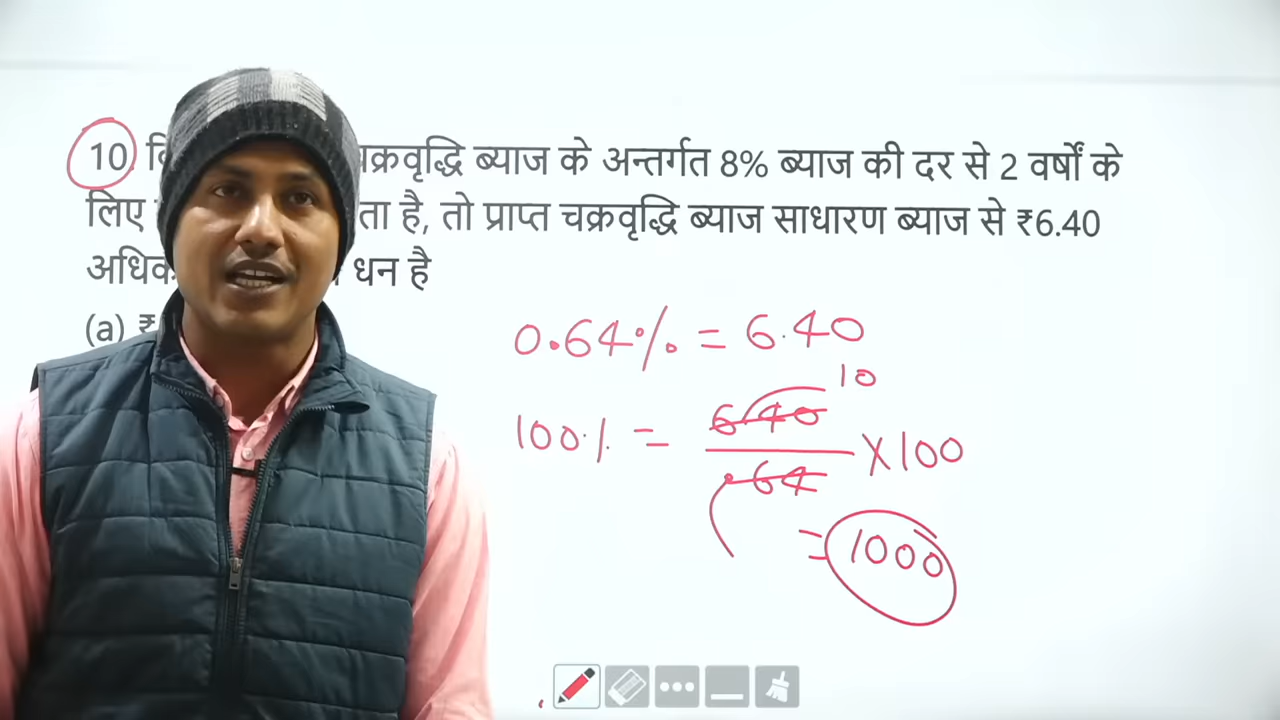 10 चक्रवृद्धि ब्याज के अन्तर्गत 8% ब्याज की दर से 2 वर्षों के
लिए है, तो प्राप्त चक्रवृद्धि ब्याज साधारण ब्याज से ₹6.40
अधिक धन है
(a) ₹
0.64% = 6.40
10
100% = 6.40 × 100
.64
= 1000